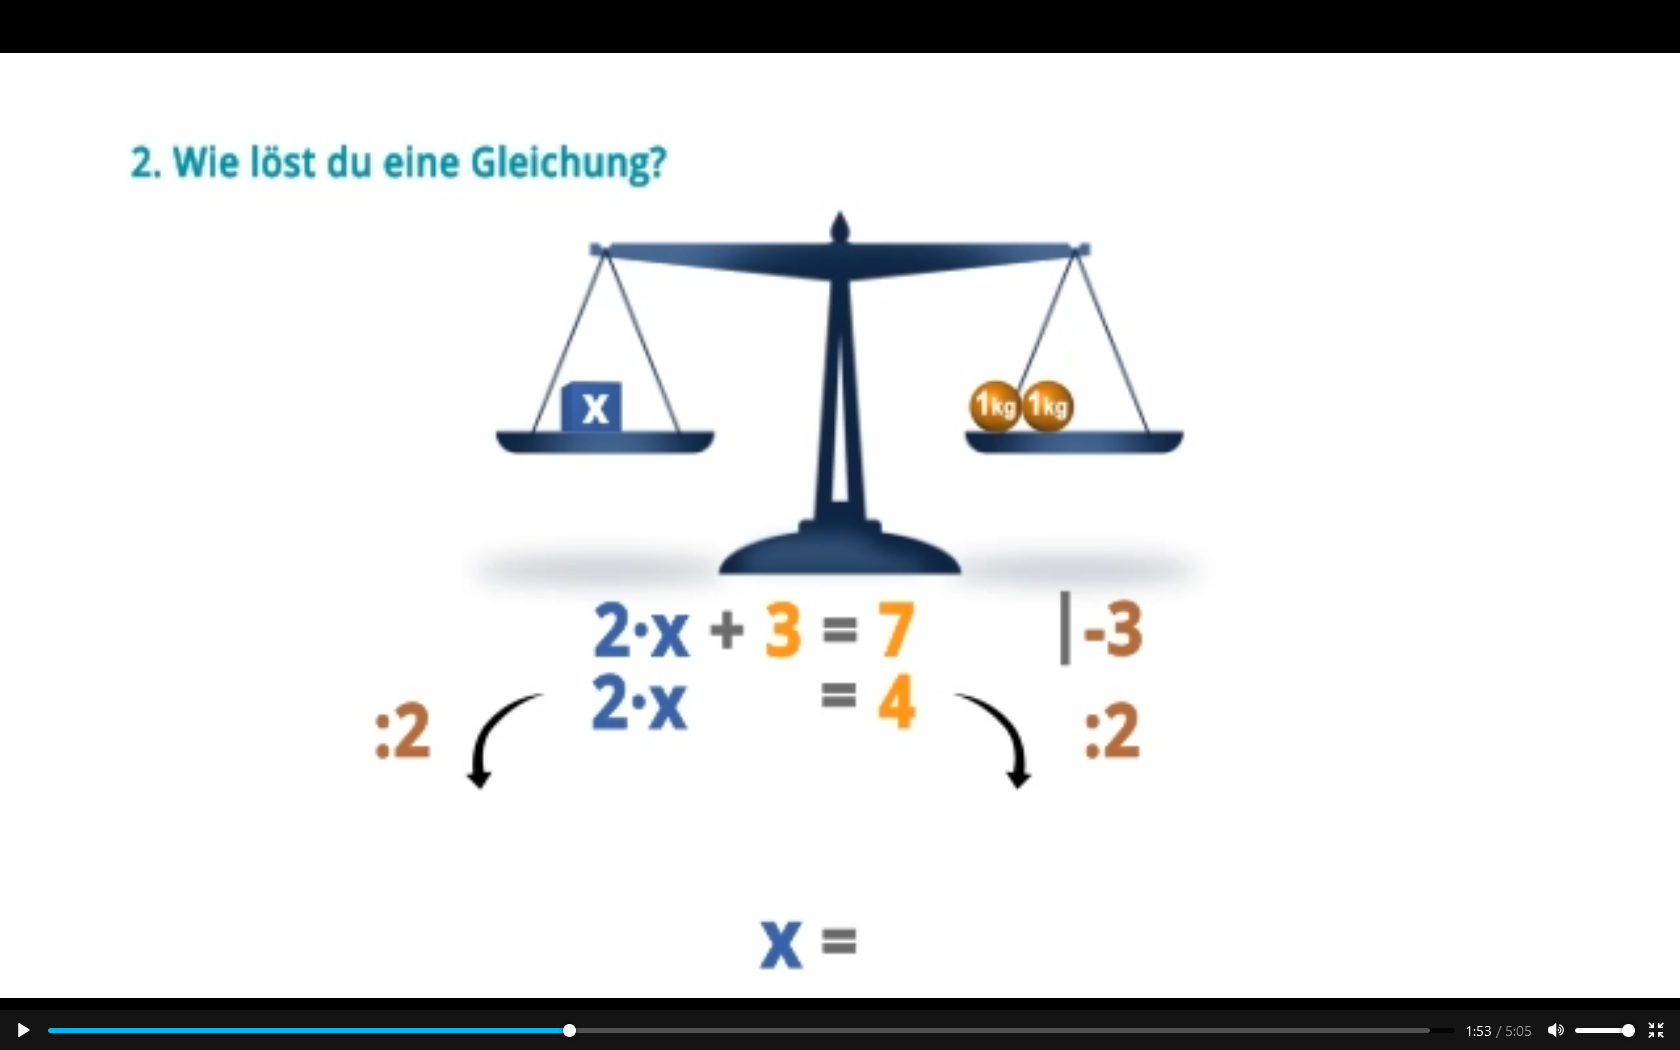 2. Wie löst du eine Gleichung?
x
1kg 1kg
2·x + 3 = 7 |-3
2·x = 4
:2 :2
x =
1:53 / 5:05